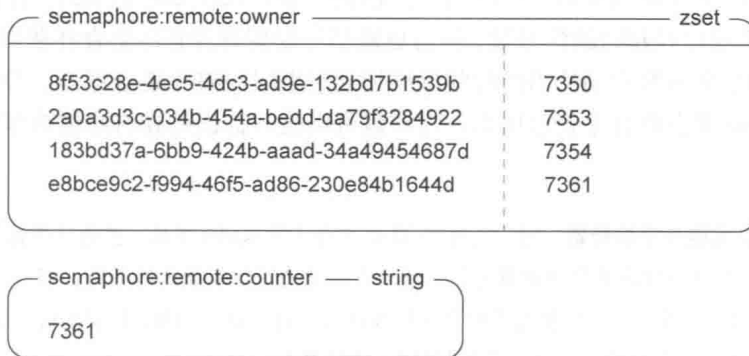 semaphore:remote:owner zset
8f53c28e-4ec5-4dc3-ad9e-132bd7b1539b 7350
2a0a3d3c-034b-454a-bedd-da79f3284922 7353
183bd37a-6bb9-424b-aaad-34a49454687d 7354
e8bce9c2-f994-46f5-ad86-230e84b1644d 7361
semaphore:remote:counter string
7361